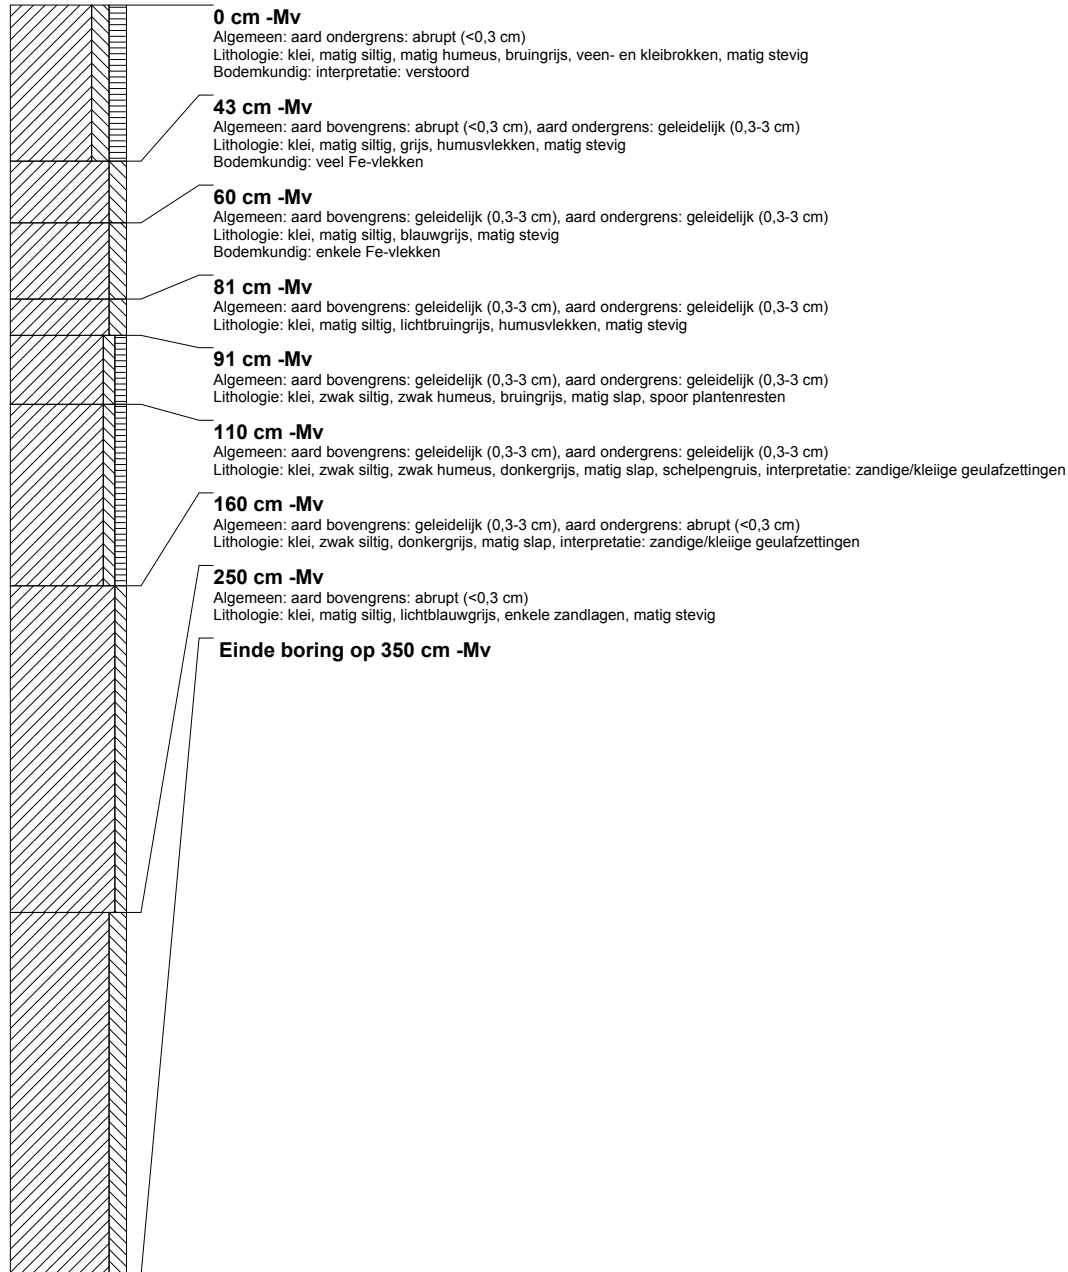 0 cm -Mv
Algemeen: aard ondergrens: abrupt (<0,3 cm)
Lithologie: klei, matig siltig, matig humeus, bruingrijs, veen- en kleibrokken, matig stevig
Bodemkundig: interpretatie: verstoord
43 cm -Mv
Algemeen: aard bovengrens: abrupt (<0,3 cm), aard ondergrens: geleidelijk (0,3-3 cm)
Lithologie: klei, matig siltig, grijs, humusvlekken, matig stevig
Bodemkundig: veel Fe-vlekken
60 cm -Mv
Algemeen: aard bovengrens: geleidelijk (0,3-3 cm), aard ondergrens: geleidelijk (0,3-3 cm)
Lithologie: klei, matig siltig, blauwgrijs, matig stevig
Bodemkundig: enkele Fe-vlekken
81 cm -Mv
Algemeen: aard bovengrens: geleidelijk (0,3-3 cm), aard ondergrens: geleidelijk (0,3-3 cm)
Lithologie: klei, matig siltig, lichtbruingrijs, humusvlekken, matig stevig
91 cm -Mv
Algemeen: aard bovengrens: geleidelijk (0,3-3 cm), aard ondergrens: geleidelijk (0,3-3 cm)
Lithologie: klei, zwak siltig, zwak humeus, bruingrijs, matig slap, spoor plantenresten
110 cm -Mv
Algemeen: aard bovengrens: geleidelijk (0,3-3 cm), aard ondergrens: geleidelijk (0,3-3 cm)
Lithologie: klei, zwak siltig, zwak humeus, donkergrijs, matig slap, schelpengruis, interpretatie: zandige/kleiige geulafzettingen
160 cm -Mv
Algemeen: aard bovengrens: geleidelijk (0,3-3 cm), aard ondergrens: abrupt (<0,3 cm)
Lithologie: klei, zwak siltig, donkergrijs, matig slap, interpretatie: zandige/kleiige geulafzettingen
250 cm -Mv
Algemeen: aard bovengrens: abrupt (<0,3 cm)
Lithologie: klei, matig siltig, lichtblauwgrijs, enkele zandlagen, matig stevig
Einde boring op 350 cm -Mv